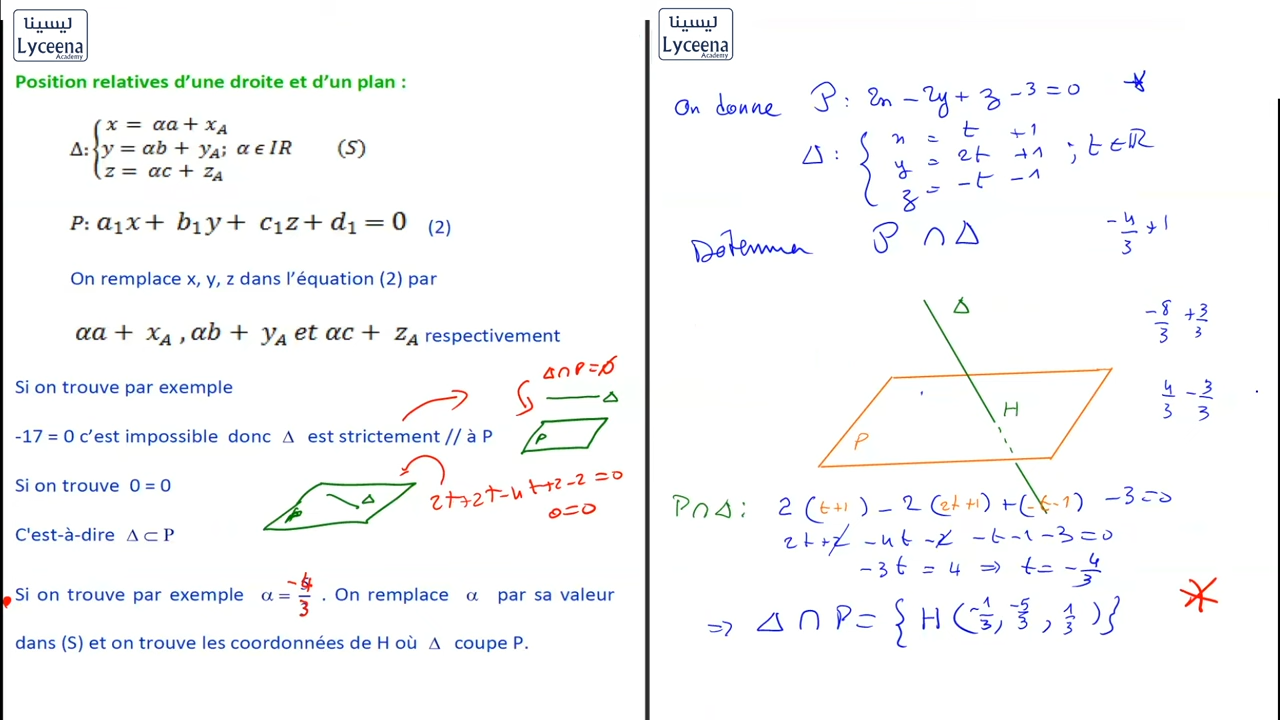 ليسينا
Lyceena
Academy
Position relatives d'une droite et d'un plan :
Δ: { x = αa + x_A
y = αb + y_A; α ϵ IR (S)
z = αc + z_A
P: a₁x + b₁y + c₁z + d₁ = 0 (2)
On remplace x, y, z dans l'équation (2) par
αa + x_A , αb + y_A et αc + z_A respectivement
Si on trouve par exemple
Δ∩P=∅
Δ
-17 = 0 c'est impossible donc Δ est strictement // à P
P
Si on trouve 0 = 0
2t+2t-4t+2-2=0
0=0
Δ
P
C'est-à-dire Δ ⊂ P
Si on trouve par exemple α = -4/3 . On remplace α par sa valeur
dans (S) et on trouve les coordonnées de H où Δ coupe P.
ليسينا
Lyceena
Academy
On donne P: 2x - 2y + z - 3 = 0 *
Δ: { x = t +1
y = 2t +1 ; t∈ℝ
z = -t -1
Déterminer P ∩ Δ
-4/3 + 1
-8/3 + 3/3
4/3 - 3/3
Δ
H
P
P∩Δ: 2(t+1) - 2(2t+1) + (-t-1) - 3 = 0
2t+2 - 4t - 2 - t - 1 - 3 = 0
-3t = 4 ⇒ t = -4/3
⇒ Δ ∩ P = { H (-1/3, -5/3, 1/3) }